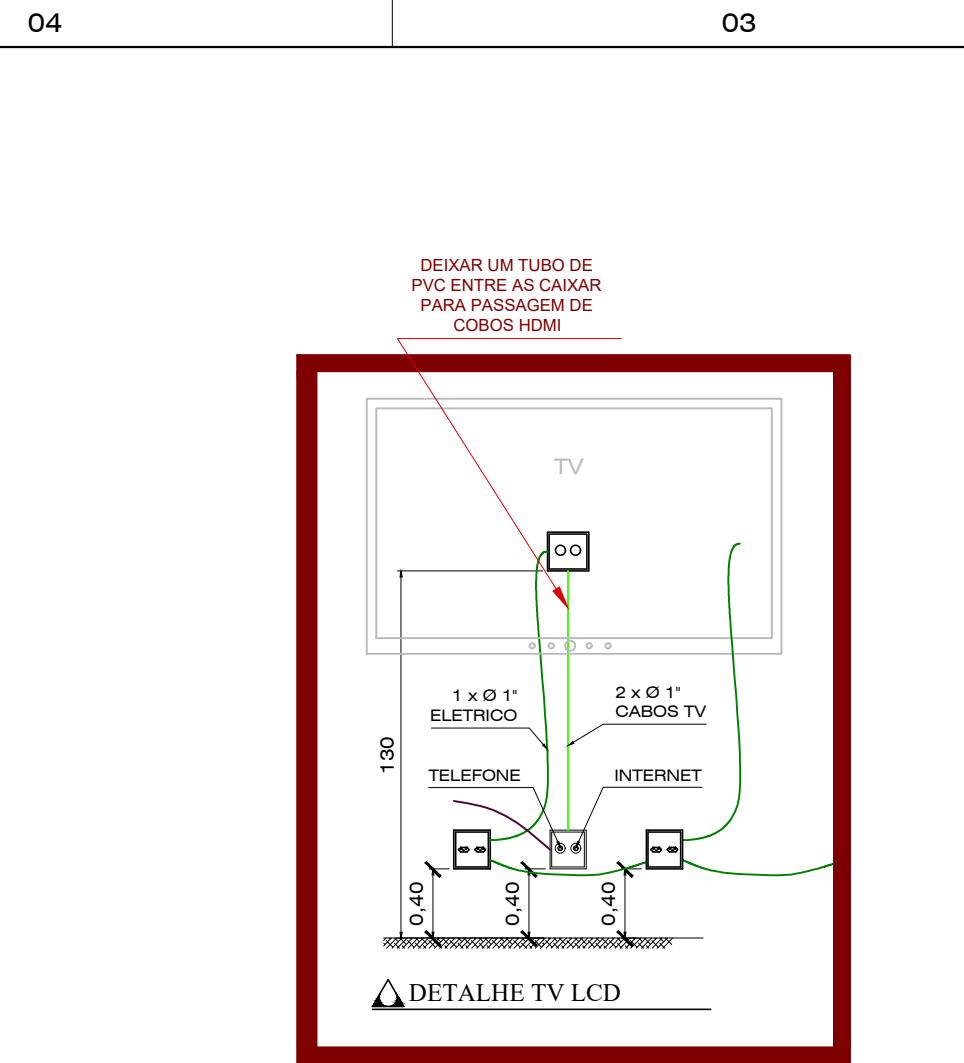 04
03
DEIXAR UM TUBO DE
PVC ENTRE AS CAIXAR
PARA PASSAGEM DE
COBOS HDMI
TV
1 x Ø 1"
ELETRICO
2 x Ø 1"
CABOS TV
130
TELEFONE
INTERNET
0,40
0,40
0,40
DETALHE TV LCD